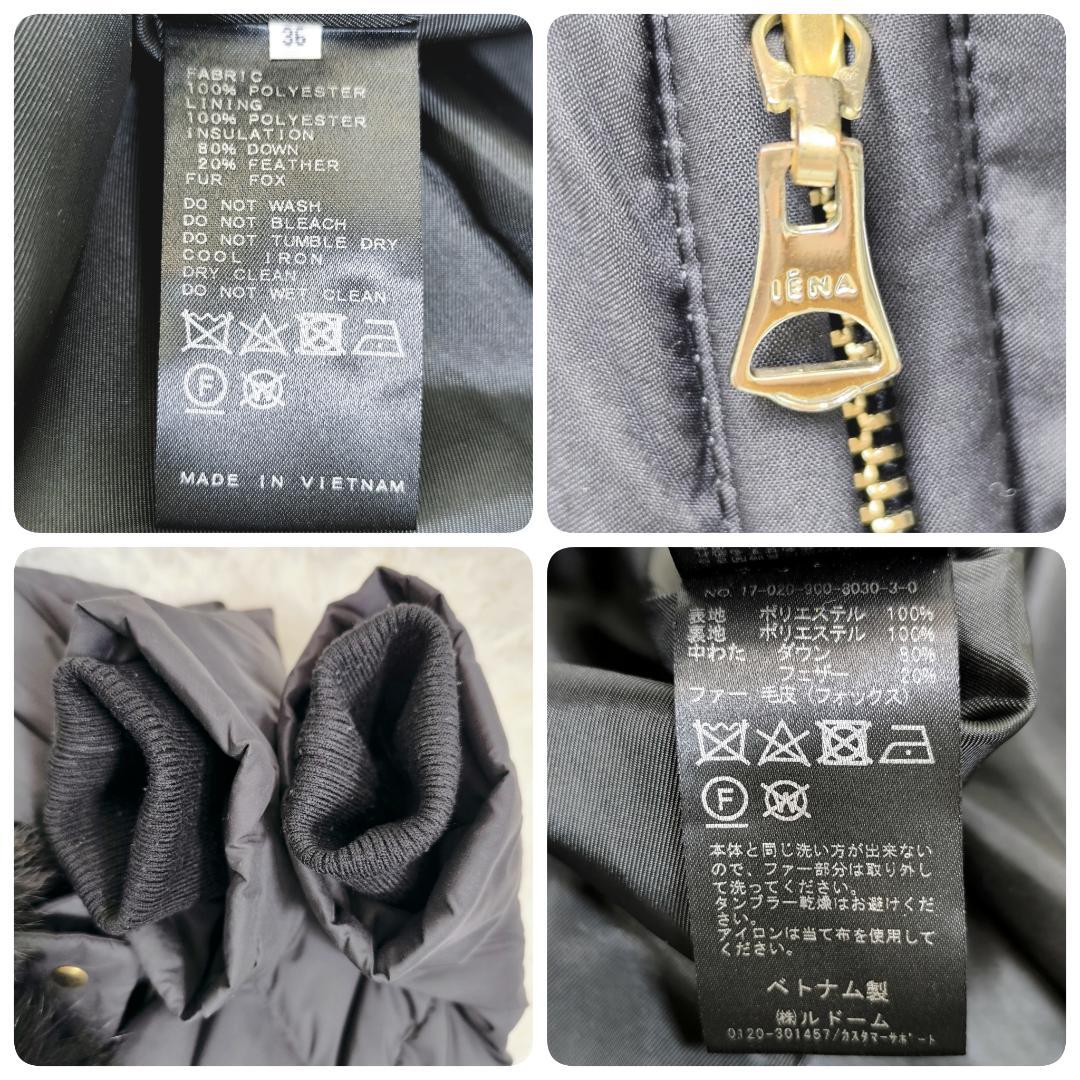 36
FABRIC
100% POLYESTER
LINING
100% POLYESTER
INSULATION
80% DOWN
20% FEATHER
FUR FOX
DO NOT WASH
DO NOT BLEACH
DO NOT TUMBLE DRY
COOL IRON
DRY CLEAN
DO NOT WET CLEAN
F W
MADE IN VIETNAM
IÉNA
NO. 17-020-900-8030-3-0
表地 ポリエステル 100%
裏地 ポリエステル 100%
中わた ダウン 80%
フェザー 20%
ファー 毛皮(フォックス)
F W
本体と同じ洗い方が出来ない
ので、ファー部分は取り外し
て洗ってください。
タンブラー乾燥はお避けくだ
さい。
アイロンは当て布を使用して
ください。
ベトナム製
㈱ルドーム
0120-301457/カスタマーサポート